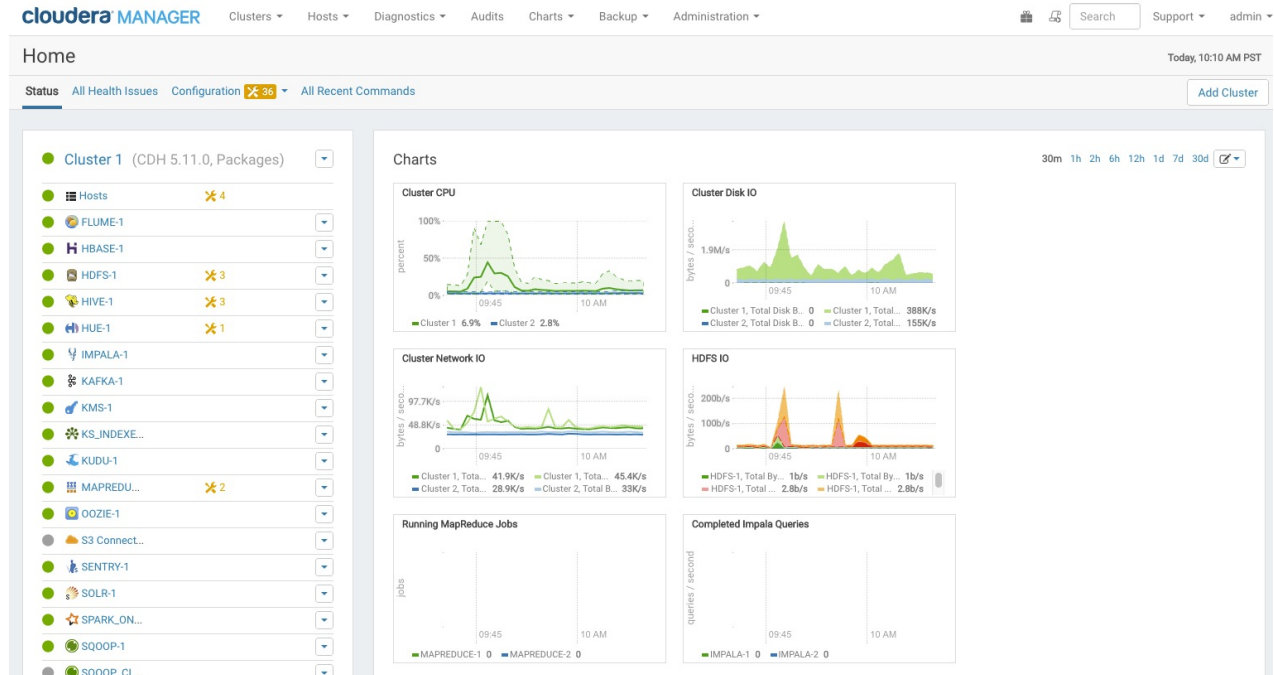 cloudera MANAGER Clusters Hosts Diagnostics Audits Charts Backup Administration Search Support admin
Home
Today, 10:10 AM PST
Status All Health Issues Configuration 36 All Recent Commands Add Cluster
Cluster 1 (CDH 5.11.0, Packages)
Hosts 4
FLUME-1
HBASE-1
HDFS-1 3
HIVE-1 3
HUE-1 1
IMPALA-1
KAFKA-1
KMS-1
KS_INDEXE...
KUDU-1
MAPREDU... 2
OOZIE-1
S3 Connect...
SENTRY-1
SOLR-1
SPARK_ON...
SQOOP-1
SQOOP_CL...
Charts
30m 1h 2h 6h 12h 1d 7d 30d
Cluster CPU
percent
100%
50%
0%
09:45 10 AM
Cluster 1 6.9% Cluster 2 2.8%
Cluster Disk IO
bytes / seco...
1.9M/s
0
09:45 10 AM
Cluster 1, Total Disk B... 0 Cluster 1, Total... 388K/s
Cluster 2, Total Disk B... 0 Cluster 2, Total... 155K/s
Cluster Network IO
bytes / seco...
97.7K/s
48.8K/s
0
09:45 10 AM
Cluster 1, Tota... 41.9K/s Cluster 1, Tota... 45.4K/s
Cluster 2, Tota... 28.9K/s Cluster 2, Total B... 33K/s
HDFS IO
bytes / seco...
200b/s
100b/s
0
09:45 10 AM
HDFS-1, Total By... 1b/s HDFS-1, Total By... 1b/s
HDFS-1, Total ... 2.8b/s HDFS-1, Total ... 2.8b/s
Running MapReduce Jobs
jobs
09:45 10 AM
MAPREDUCE-1 0 MAPREDUCE-2 0
Completed Impala Queries
queries / second
09:45 10 AM
IMPALA-1 0 IMPALA-2 0